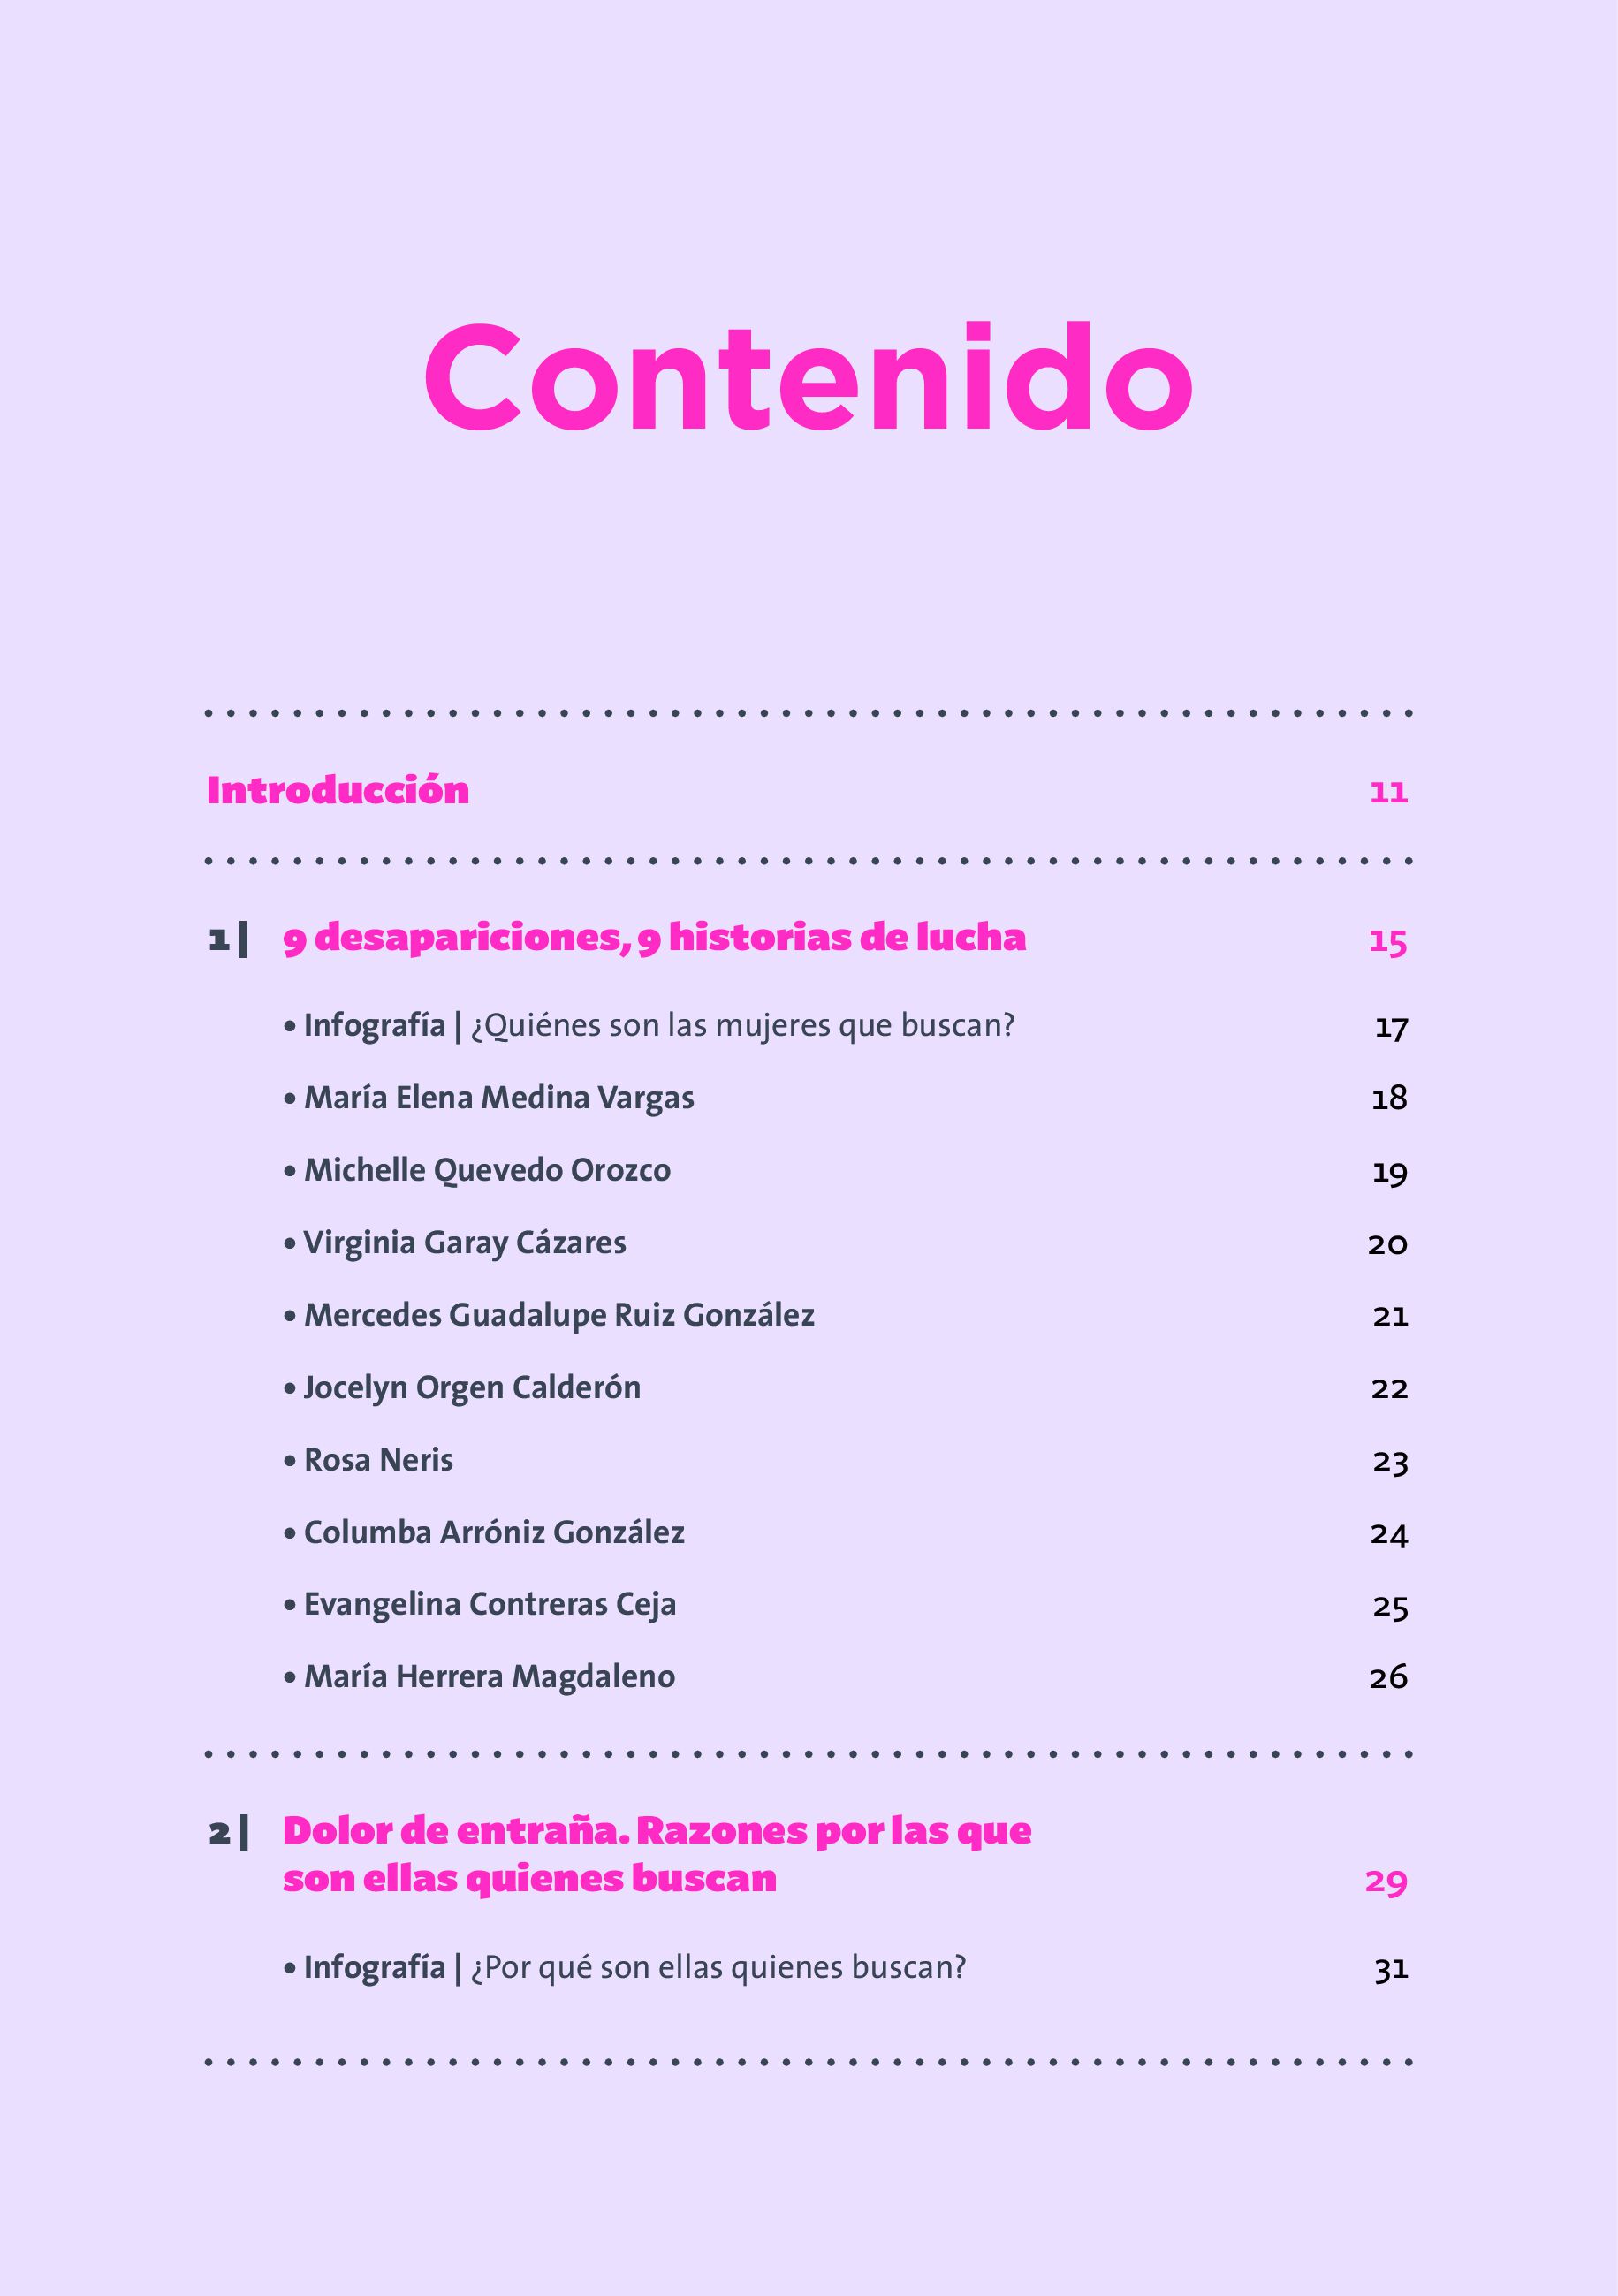 Contenido
Introducción 11
1 | 9 desapariciones, 9 historias de lucha 15
• Infografía | ¿Quiénes son las mujeres que buscan? 17
• María Elena Medina Vargas 18
• Michelle Quevedo Orozco 19
• Virginia Garay Cázares 20
• Mercedes Guadalupe Ruiz González 21
• Jocelyn Orgen Calderón 22
• Rosa Neris 23
• Columba Arróniz González 24
• Evangelina Contreras Ceja 25
• María Herrera Magdaleno 26
2 | Dolor de entraña. Razones por las que
son ellas quienes buscan 29
• Infografía | ¿Por qué son ellas quienes buscan? 31